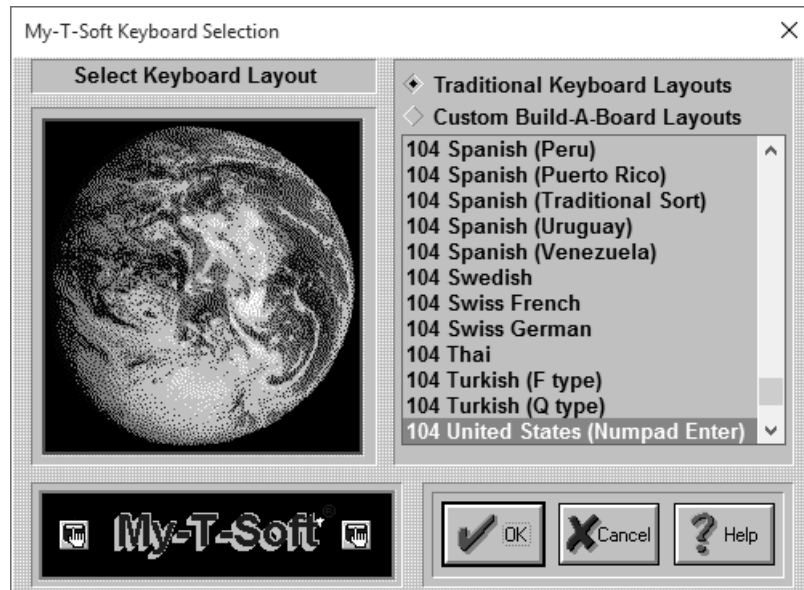 My-T-Soft Keyboard Selection
Select Keyboard Layout
Traditional Keyboard Layouts
Custom Build-A-Board Layouts
104 Spanish (Peru)
104 Spanish (Puerto Rico)
104 Spanish (Traditional Sort)
104 Spanish (Uruguay)
104 Spanish (Venezuela)
104 Swedish
104 Swiss French
104 Swiss German
104 Thai
104 Turkish (F type)
104 Turkish (Q type)
104 United States (Numpad Enter)
My-T-Soft®
OK
Cancel
Help